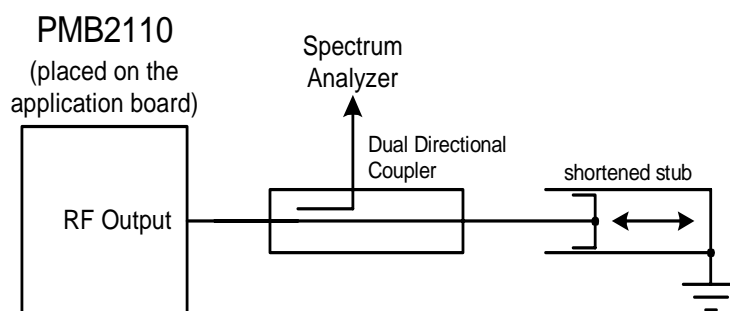 PMB2110
(placed on the
application board)
RF Output
Spectrum
Analyzer
Dual Directional
Coupler
shortened stub